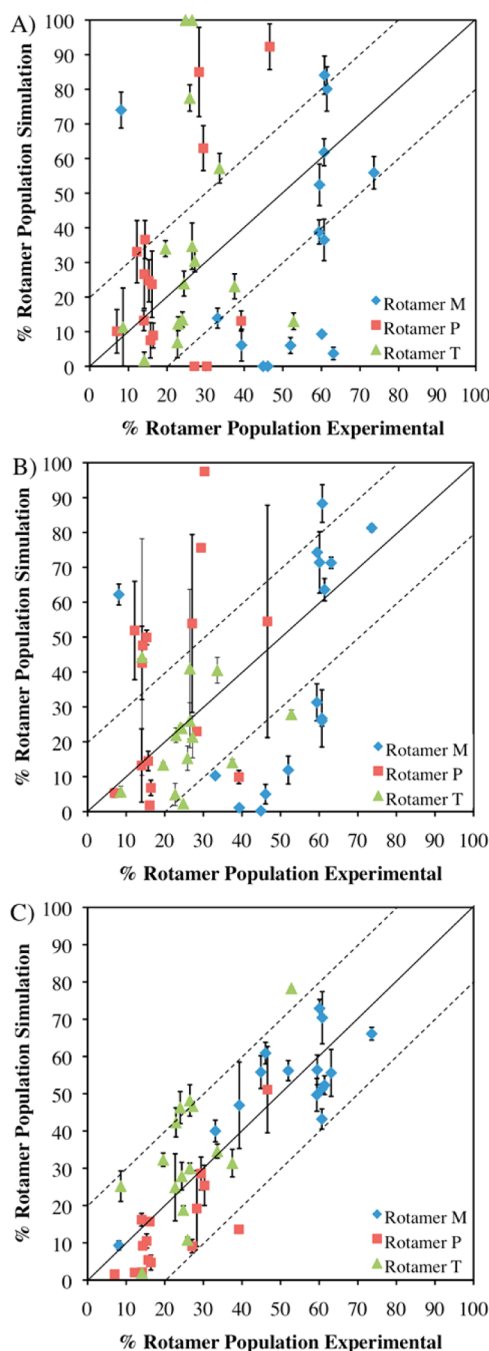 A)
100
90
80
70
60
50
40
30
20
10
0
% Rotamer Population Simulation
Rotamer M
Rotamer P
Rotamer T
0 10 20 30 40 50 60 70 80 90 100
% Rotamer Population Experimental
B)
100
90
80
70
60
50
40
30
20
10
0
% Rotamer Population Simulation
Rotamer M
Rotamer P
Rotamer T
0 10 20 30 40 50 60 70 80 90 100
% Rotamer Population Experimental
C)
100
90
80
70
60
50
40
30
20
10
0
% Rotamer Population Simulation
Rotamer M
Rotamer P
Rotamer T
0 10 20 30 40 50 60 70 80 90 100
% Rotamer Population Experimental